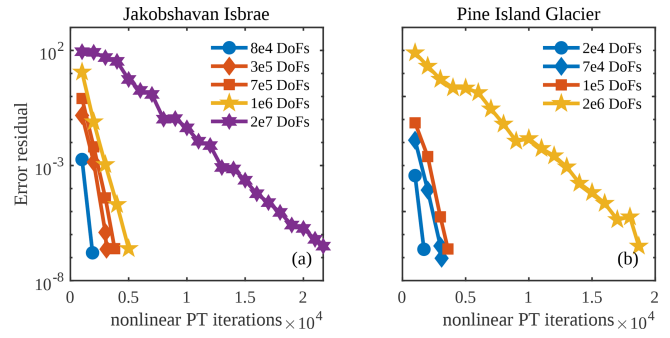 Jakobshavan Isbrae
Error residual
10^2
10^-3
10^-8
8e4 DoFs
3e5 DoFs
7e5 DoFs
1e6 DoFs
2e7 DoFs
(a)
0 0.5 1 1.5 2
nonlinear PT iterations ×10^4
Pine Island Glacier
2e4 DoFs
7e4 DoFs
1e5 DoFs
2e6 DoFs
(b)
0 0.5 1 1.5 2
nonlinear PT iterations ×10^4